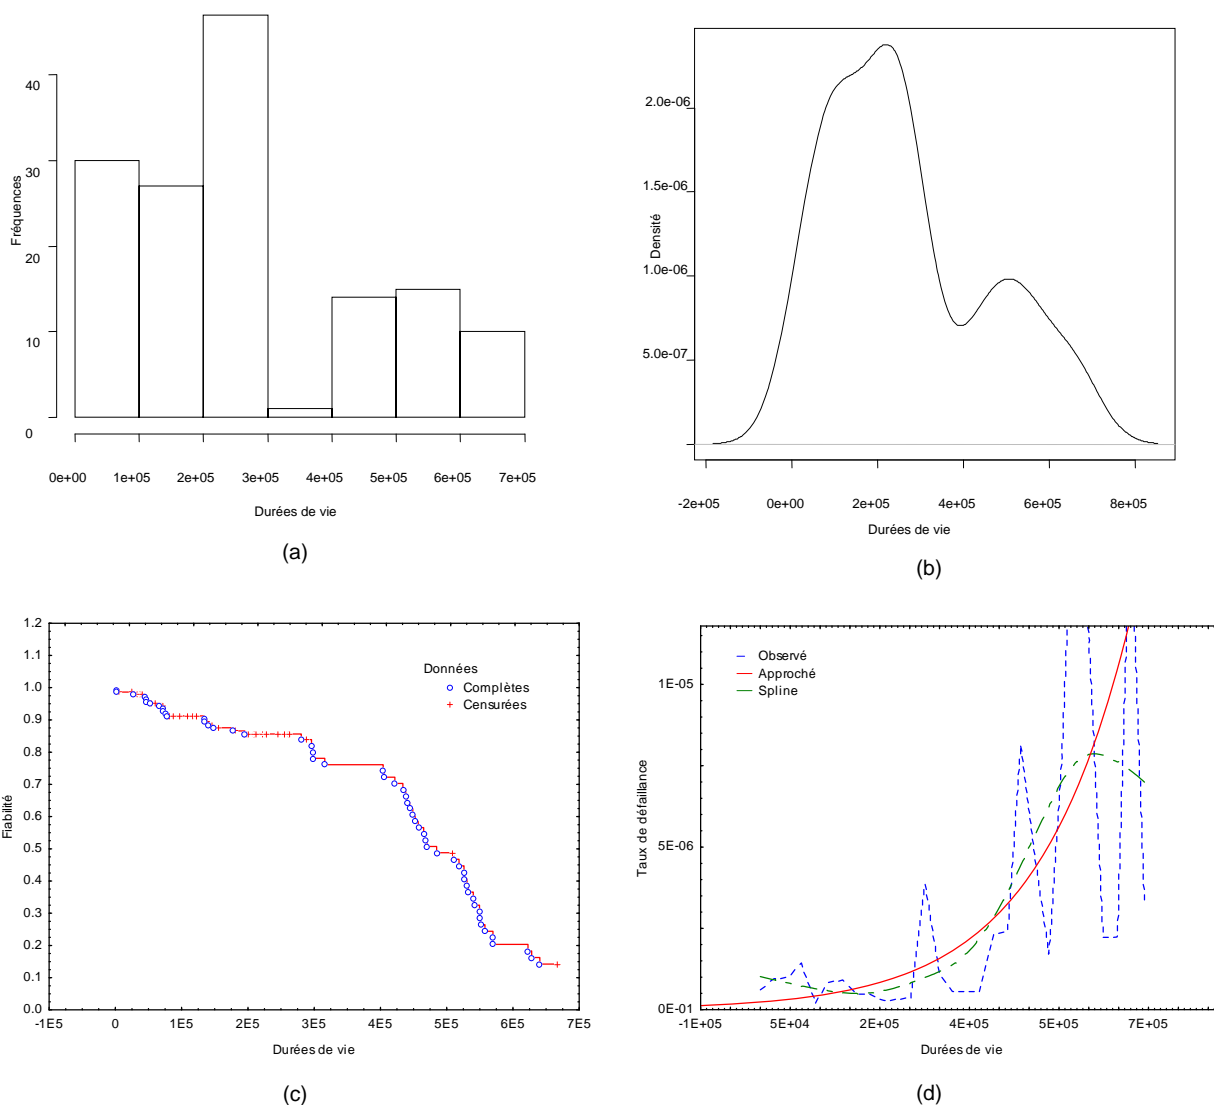 40
30
20
10
0
Fréquences
0e+00 1e+05 2e+05 3e+05 4e+05 5e+05 6e+05 7e+05
Durées de vie
(a)
2.0e-06
1.5e-06
1.0e-06
5.0e-07
Densité
-2e+05 0e+00 2e+05 4e+05 6e+05 8e+05
Durées de vie
(b)
1.2
1.1
1.0
0.9
0.8
0.7
0.6
0.5
0.4
0.3
0.2
0.1
0.0
Fiabilité
Données
Complètes
Censurées
-1E5 0 1E5 2E5 3E5 4E5 5E5 6E5 7E5
Durées de vie
(c)
Observé
Approché
Spline
1E-05
5E-06
0E-01
Taux de défaillance
-1E+05 5E+04 2E+05 4E+05 5E+05 7E+05
Durées de vie
(d)